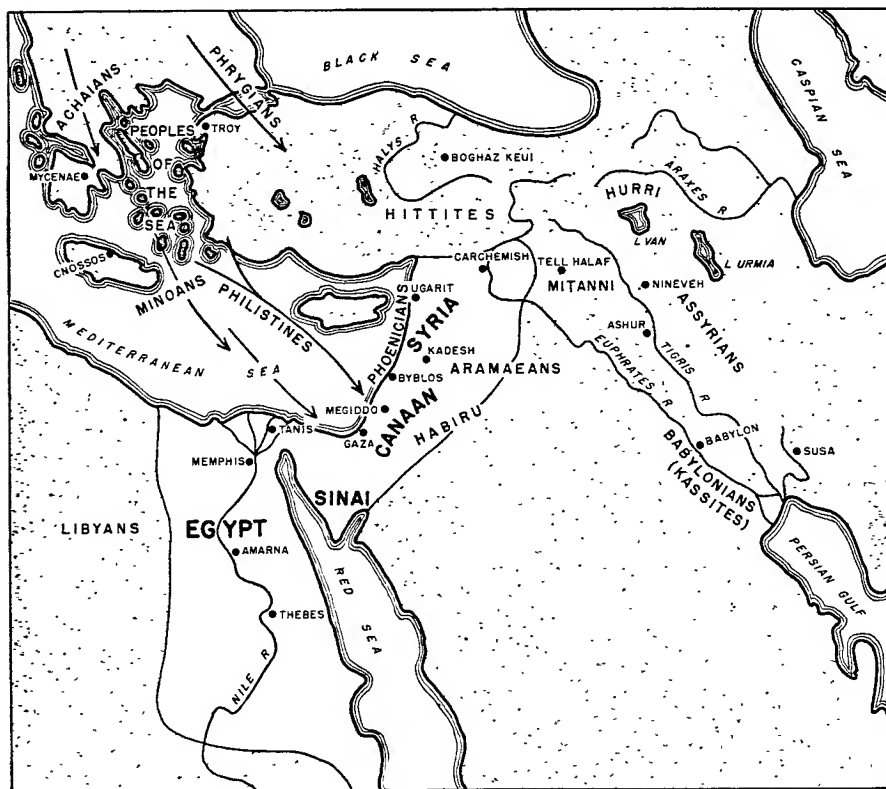 BLACK SEA
CASPIAN SEA
PHRYGIANS
ACHAIANS
PEOPLES
OF
THE
SEA
TROY
MYCENAE
HALYS R
BOGHAZ KEUI
HITTITES
HURRI
ARAXES R
L VAN
L URMIA
CNOSSOS
MINOANS
PHILISTINES
MEDITERRANEAN SEA
CARCHEMISH
TELL HALAF
MITANNI
NINEVEH
ASSYRIANS
ASHUR
TIGRIS R
EUPHRATES R
UGARIT
PHOENICIANS
SYRIA
KADESH
BYBLOS
ARAMAEANS
MEGIDDO
CANAAN
HABIRU
GAZA
TANIS
MEMPHIS
BABYLON
BABYLONIANS
(KASSITES)
SUSA
PERSIAN GULF
SINAI
LIBYANS
EGYPT
AMARNA
RED SEA
THEBES
NILE R